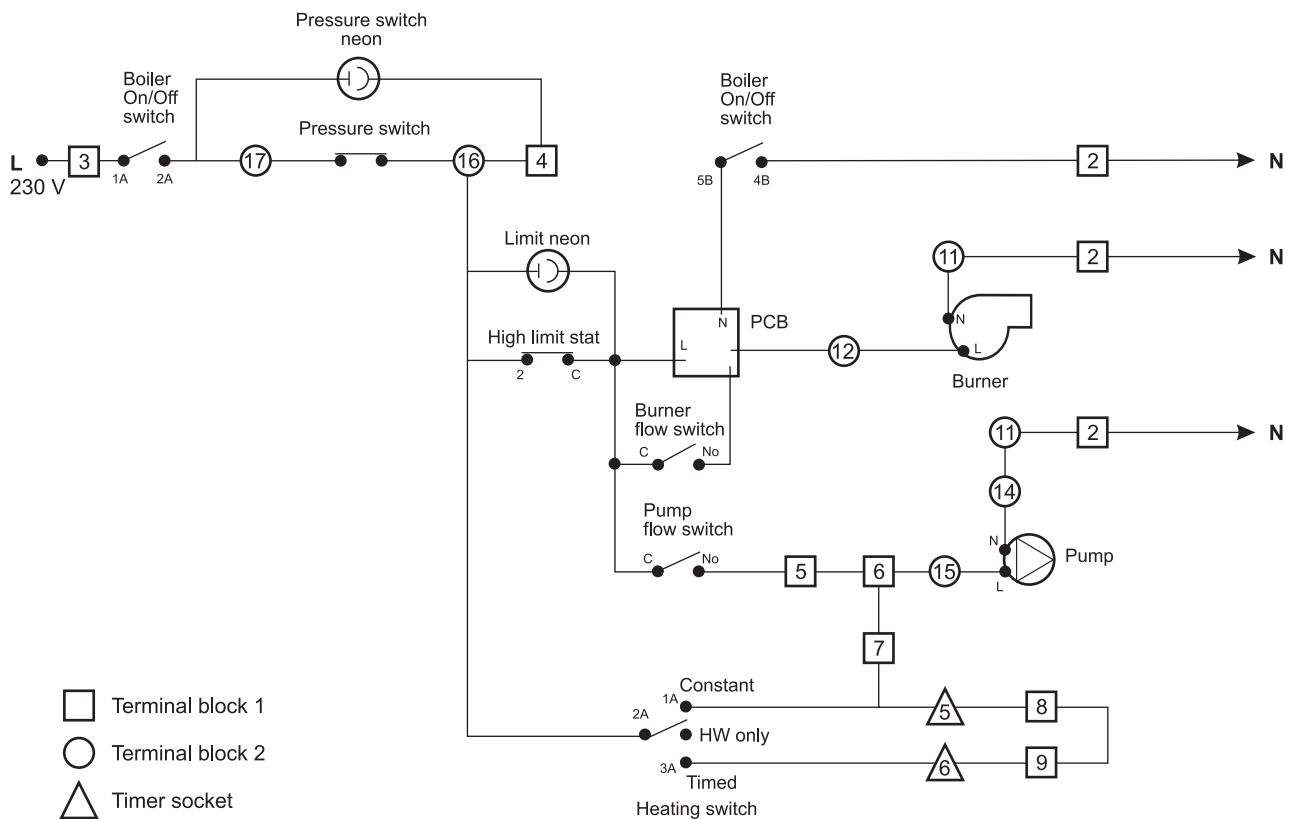 Pressure switch
neon
Boiler
On/Off
switch
Pressure switch
L
230 V
3
1A
2A
17
16
4
Boiler
On/Off
switch
5B
4B
2
N
Limit neon
11
2
N
High limit stat
2
C
N
L
PCB
12
N
L
Burner
Burner
flow switch
C
No
11
2
N
14
Pump
flow switch
C
No
5
6
15
N
L
Pump
7
Constant
1A
2A
HW only
3A
Timed
Heating switch
5
8
6
9
Terminal block 1
Terminal block 2
Timer socket